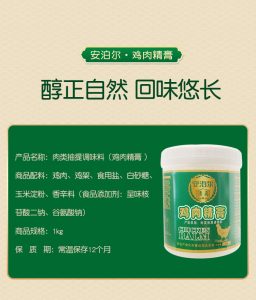 安泊尔·鸡肉精膏
醇正自然 回味悠长
产品名称：肉类抽提调味料（鸡肉精膏 ）
商品配料：鸡肉、鸡架、食用盐、白砂糖、
玉米淀粉、香辛料（食品添加剂：呈味核
苷酸二钠、谷氨酸钠）
商品规格：1kg
保 质 期：常温保存12个月
安泊尔
鸡肉精膏